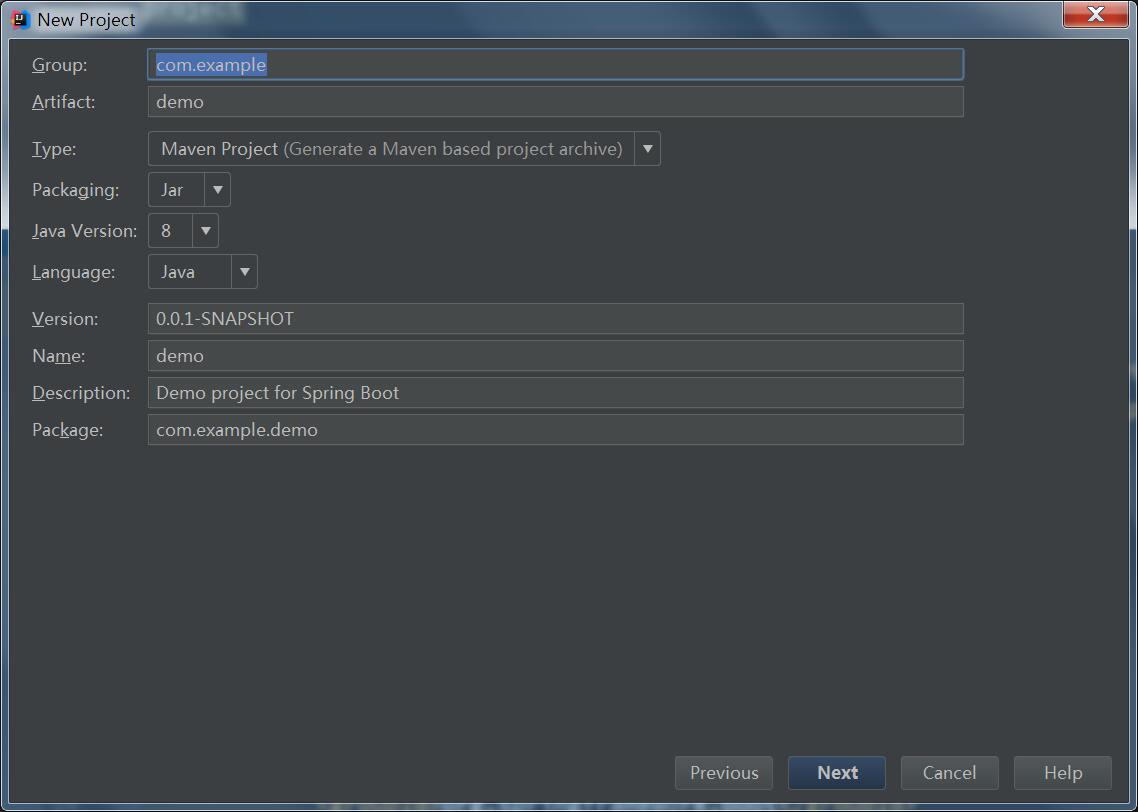 New Project
Group: com.example
Artifact: demo
Type: Maven Project (Generate a Maven based project archive)
Packaging: Jar
Java Version: 8
Language: Java
Version: 0.0.1-SNAPSHOT
Name: demo
Description: Demo project for Spring Boot
Package: com.example.demo
Previous Next Cancel Help